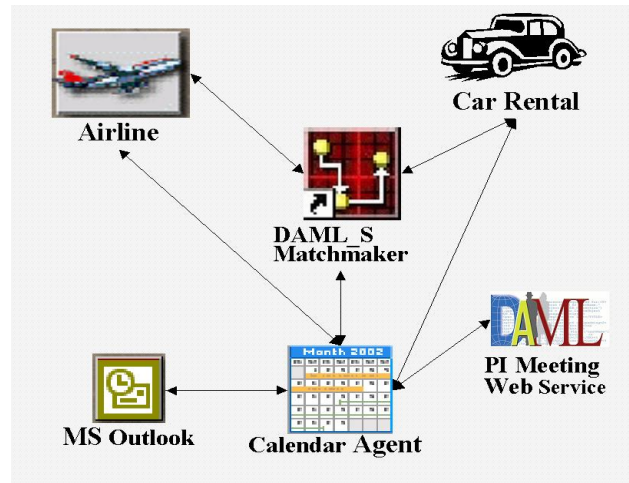 Airline
Car Rental
DAML_S
Matchmaker
DAML
PI Meeting
Web Service
Month 2002
MS Outlook
Calendar Agent